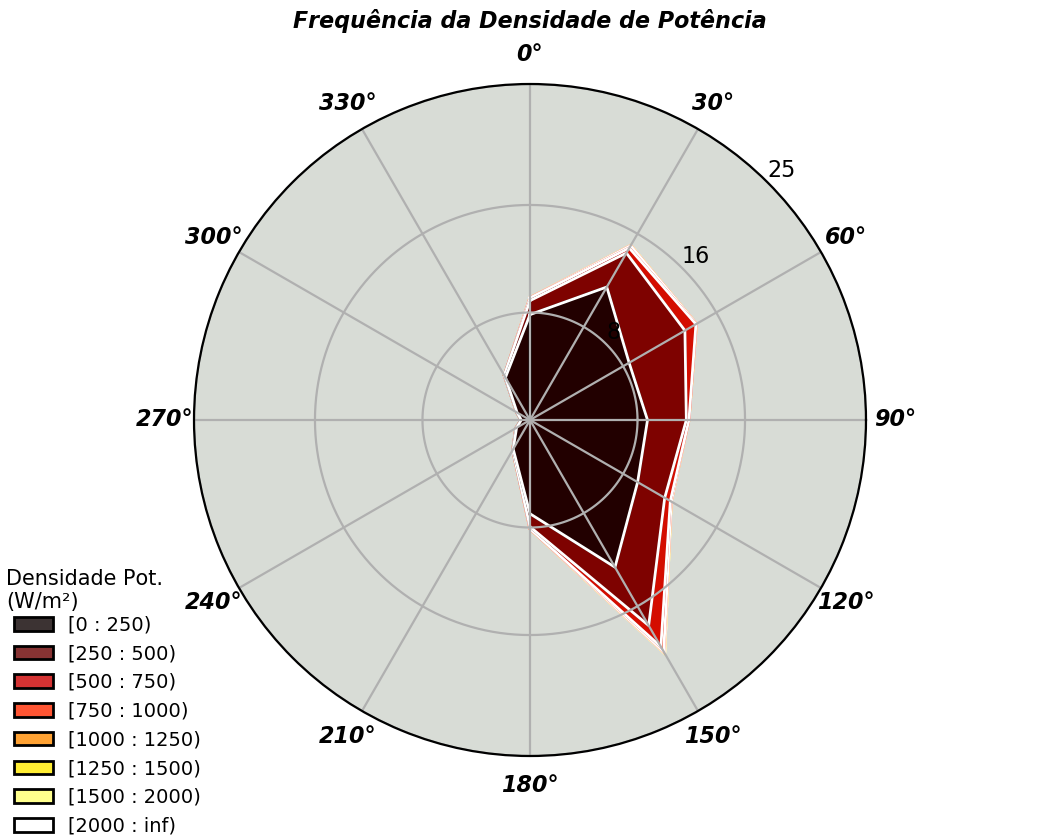 Frequência da Densidade de Potência
0°
330°
30°
25
300°
60°
16
8
270°
90°
Densidade Pot.
(W/m²)
240°
120°
[0 : 250)
[250 : 500)
[500 : 750)
[750 : 1000)
210°
150°
[1000 : 1250)
[1250 : 1500)
180°
[1500 : 2000)
[2000 : inf)